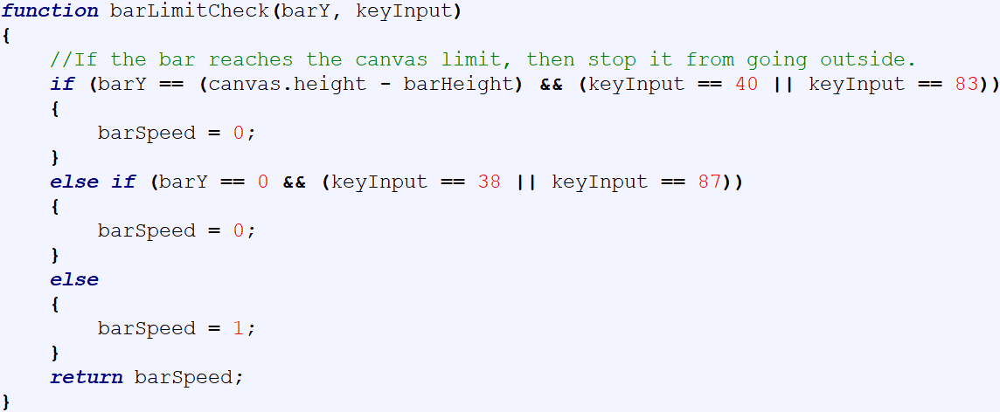 function barLimitCheck(barY, keyInput)
{
    //If the bar reaches the canvas limit, then stop it from going outside.
    if (barY == (canvas.height - barHeight) && (keyInput == 40 || keyInput == 83))
    {
        barSpeed = 0;
    }
    else if (barY == 0 && (keyInput == 38 || keyInput == 87))
    {
        barSpeed = 0;
    }
    else
    {
        barSpeed = 1;
    }
    return barSpeed;
}